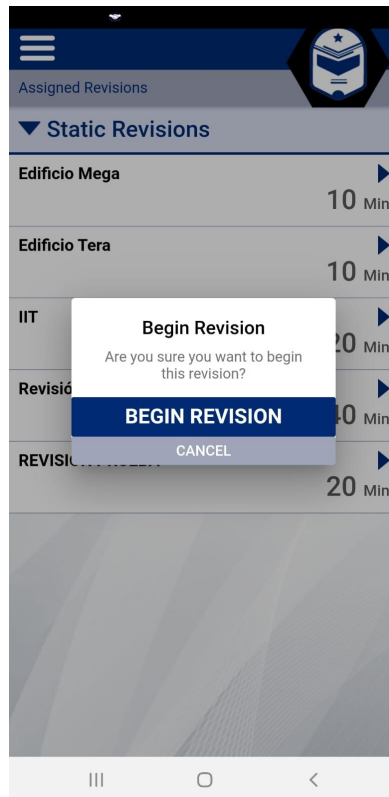 Assigned Revisions
Static Revisions
Edificio Mega
10 Min
Edificio Tera
10 Min
IIT
20 Min
Begin Revision
Are you sure you want to begin
this revision?
Revisió
40 Min
BEGIN REVISION
CANCEL
20 Min